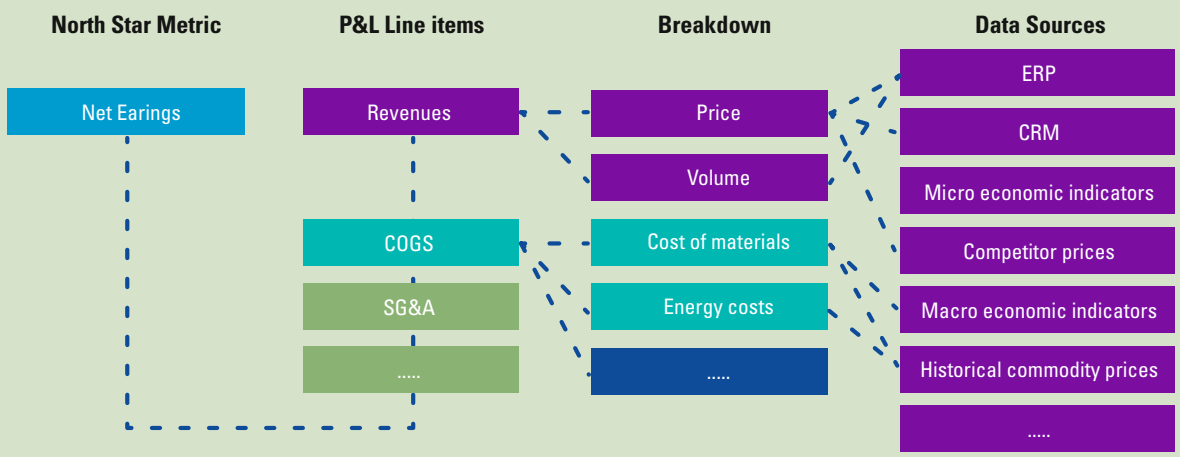 North Star Metric
P&L Line items
Breakdown
Data Sources
Net Earings
Revenues
COGS
SG&A
.....
Price
Volume
Cost of materials
Energy costs
.....
ERP
CRM
Micro economic indicators
Competitor prices
Macro economic indicators
Historical commodity prices
.....